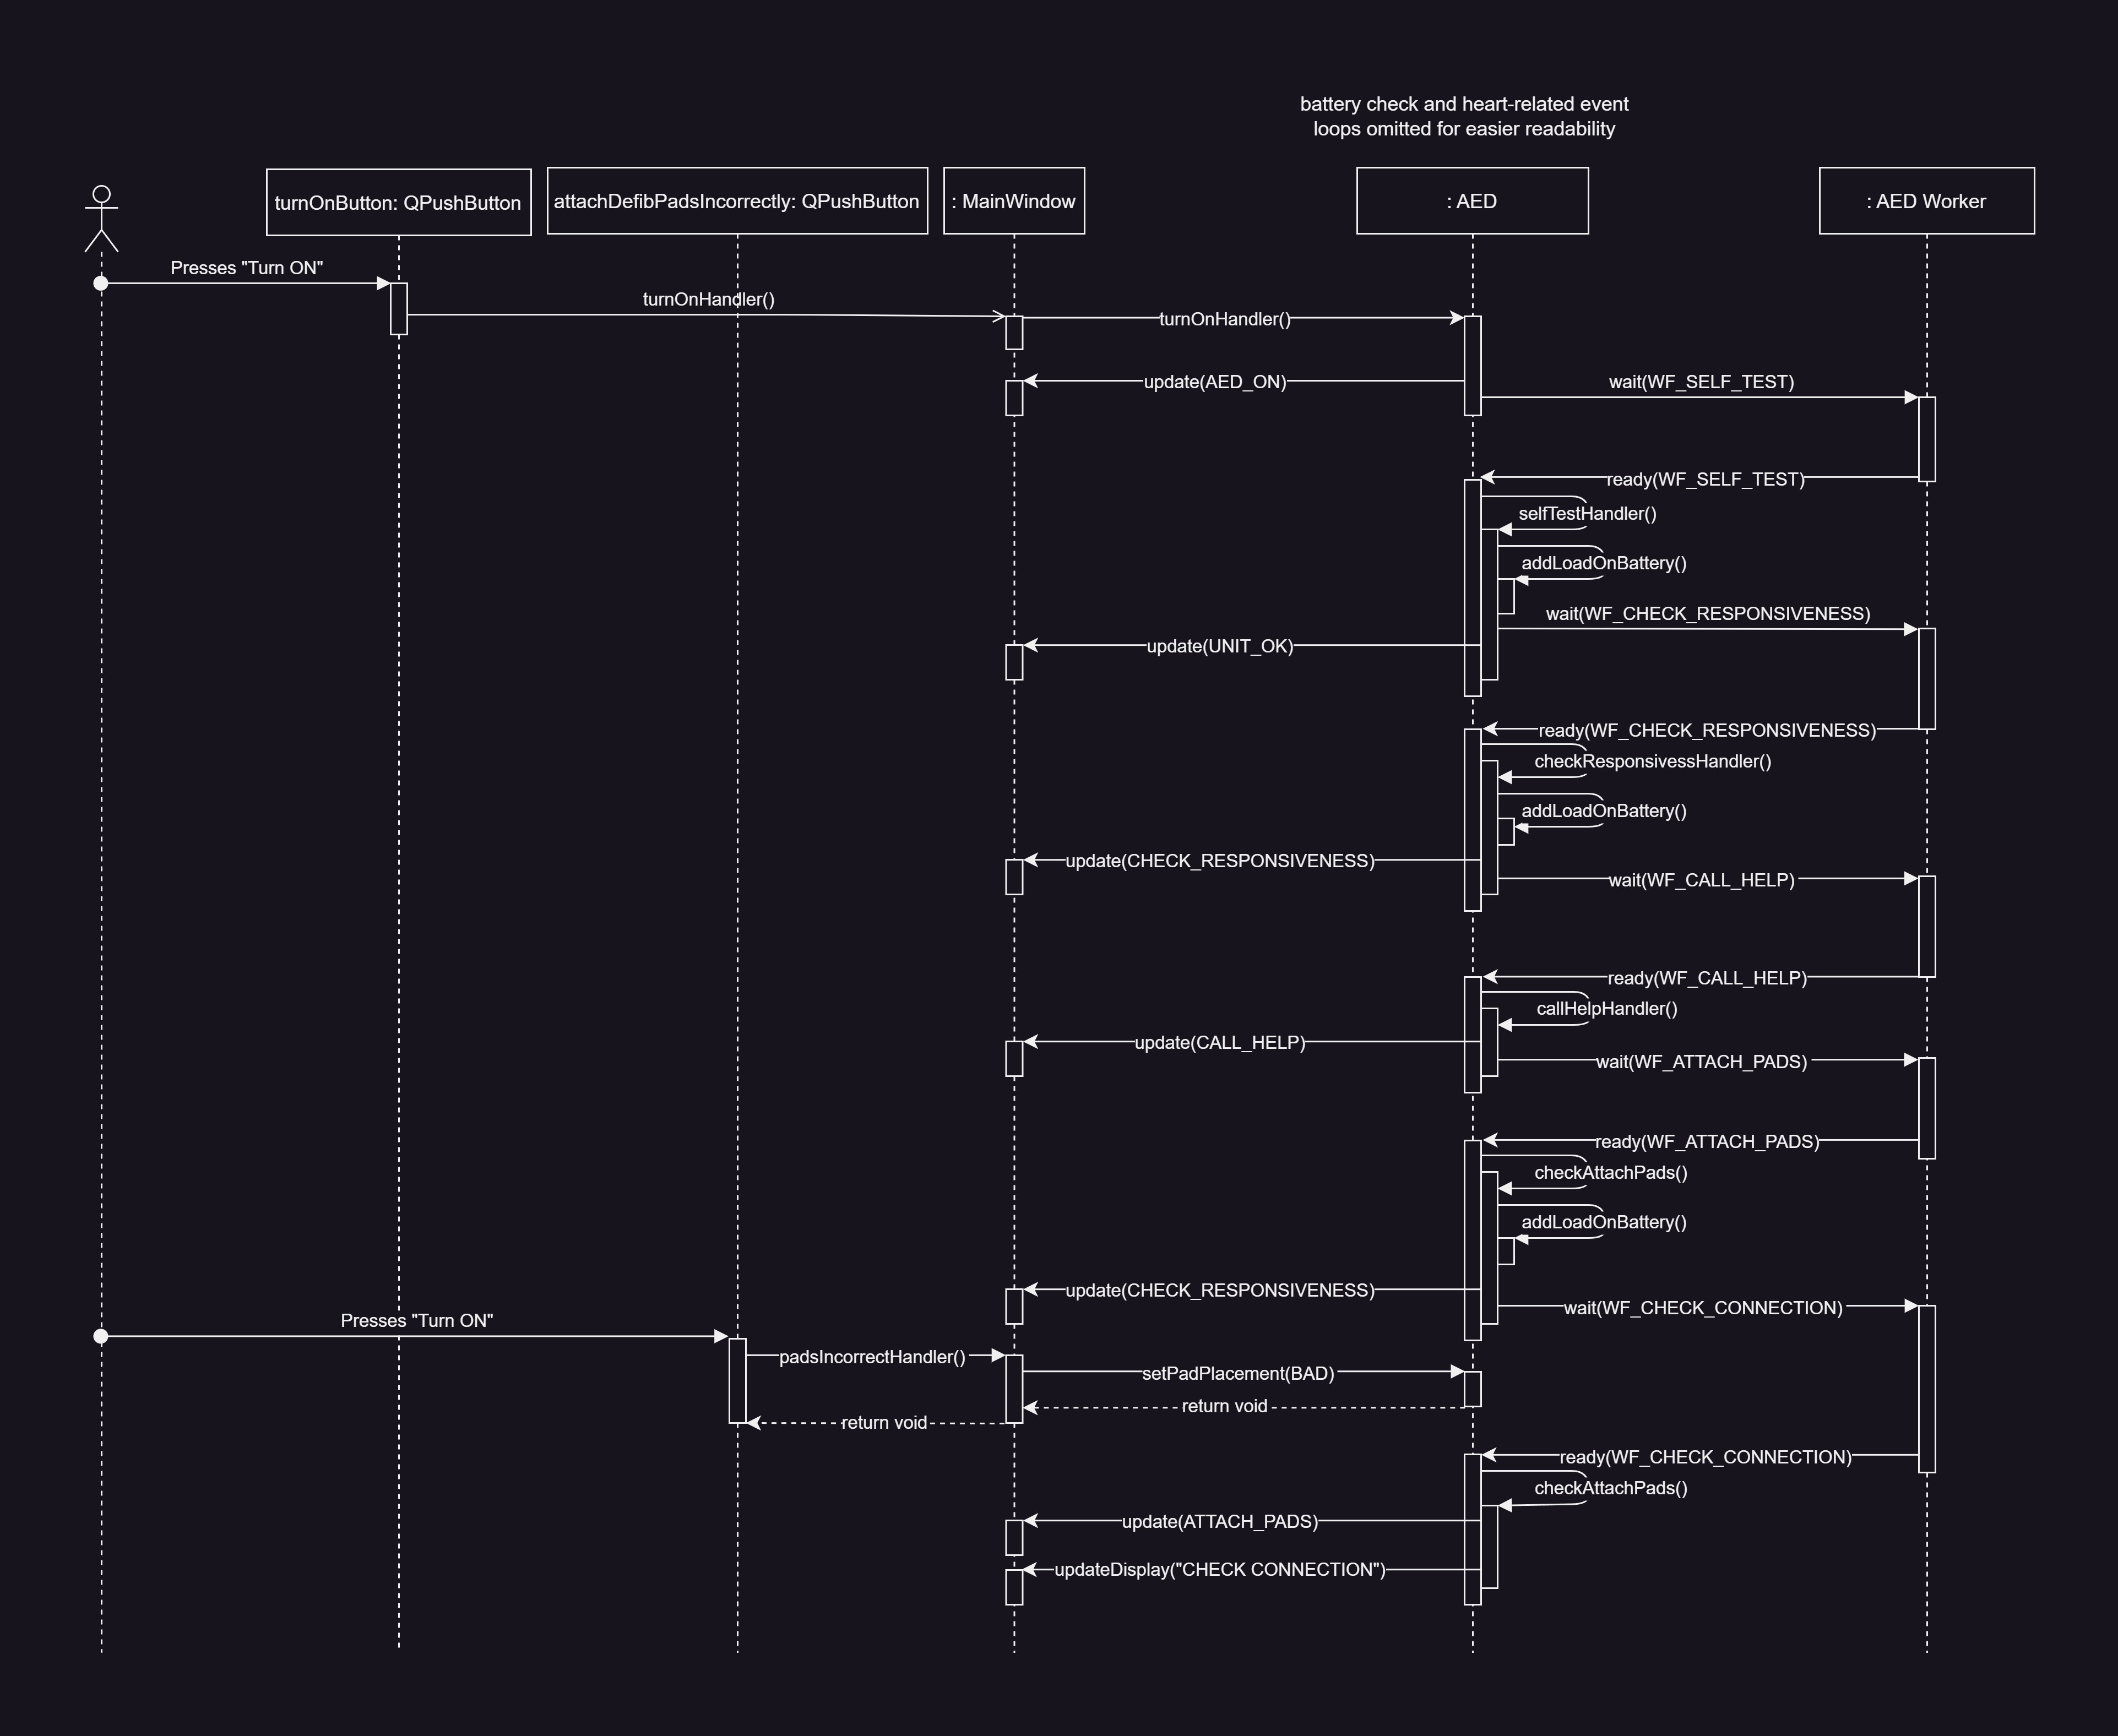 battery check and heart-related event
loops omitted for easier readability
turnOnButton: QPushButton
attachDefibPadsIncorrectly: QPushButton
: MainWindow
: AED
: AED Worker
Presses "Turn ON"
turnOnHandler()
turnOnHandler()
update(AED_ON)
wait(WF_SELF_TEST)
ready(WF_SELF_TEST)
selfTestHandler()
addLoadOnBattery()
wait(WF_CHECK_RESPONSIVENESS)
update(UNIT_OK)
ready(WF_CHECK_RESPONSIVENESS)
checkResponsivessHandler()
addLoadOnBattery()
update(CHECK_RESPONSIVENESS)
wait(WF_CALL_HELP)
ready(WF_CALL_HELP)
callHelpHandler()
update(CALL_HELP)
wait(WF_ATTACH_PADS)
ready(WF_ATTACH_PADS)
checkAttachPads()
addLoadOnBattery()
update(CHECK_RESPONSIVENESS)
wait(WF_CHECK_CONNECTION)
Presses "Turn ON"
padsIncorrectHandler()
setPadPlacement(BAD)
return void
return void
ready(WF_CHECK_CONNECTION)
checkAttachPads()
update(ATTACH_PADS)
updateDisplay("CHECK CONNECTION")